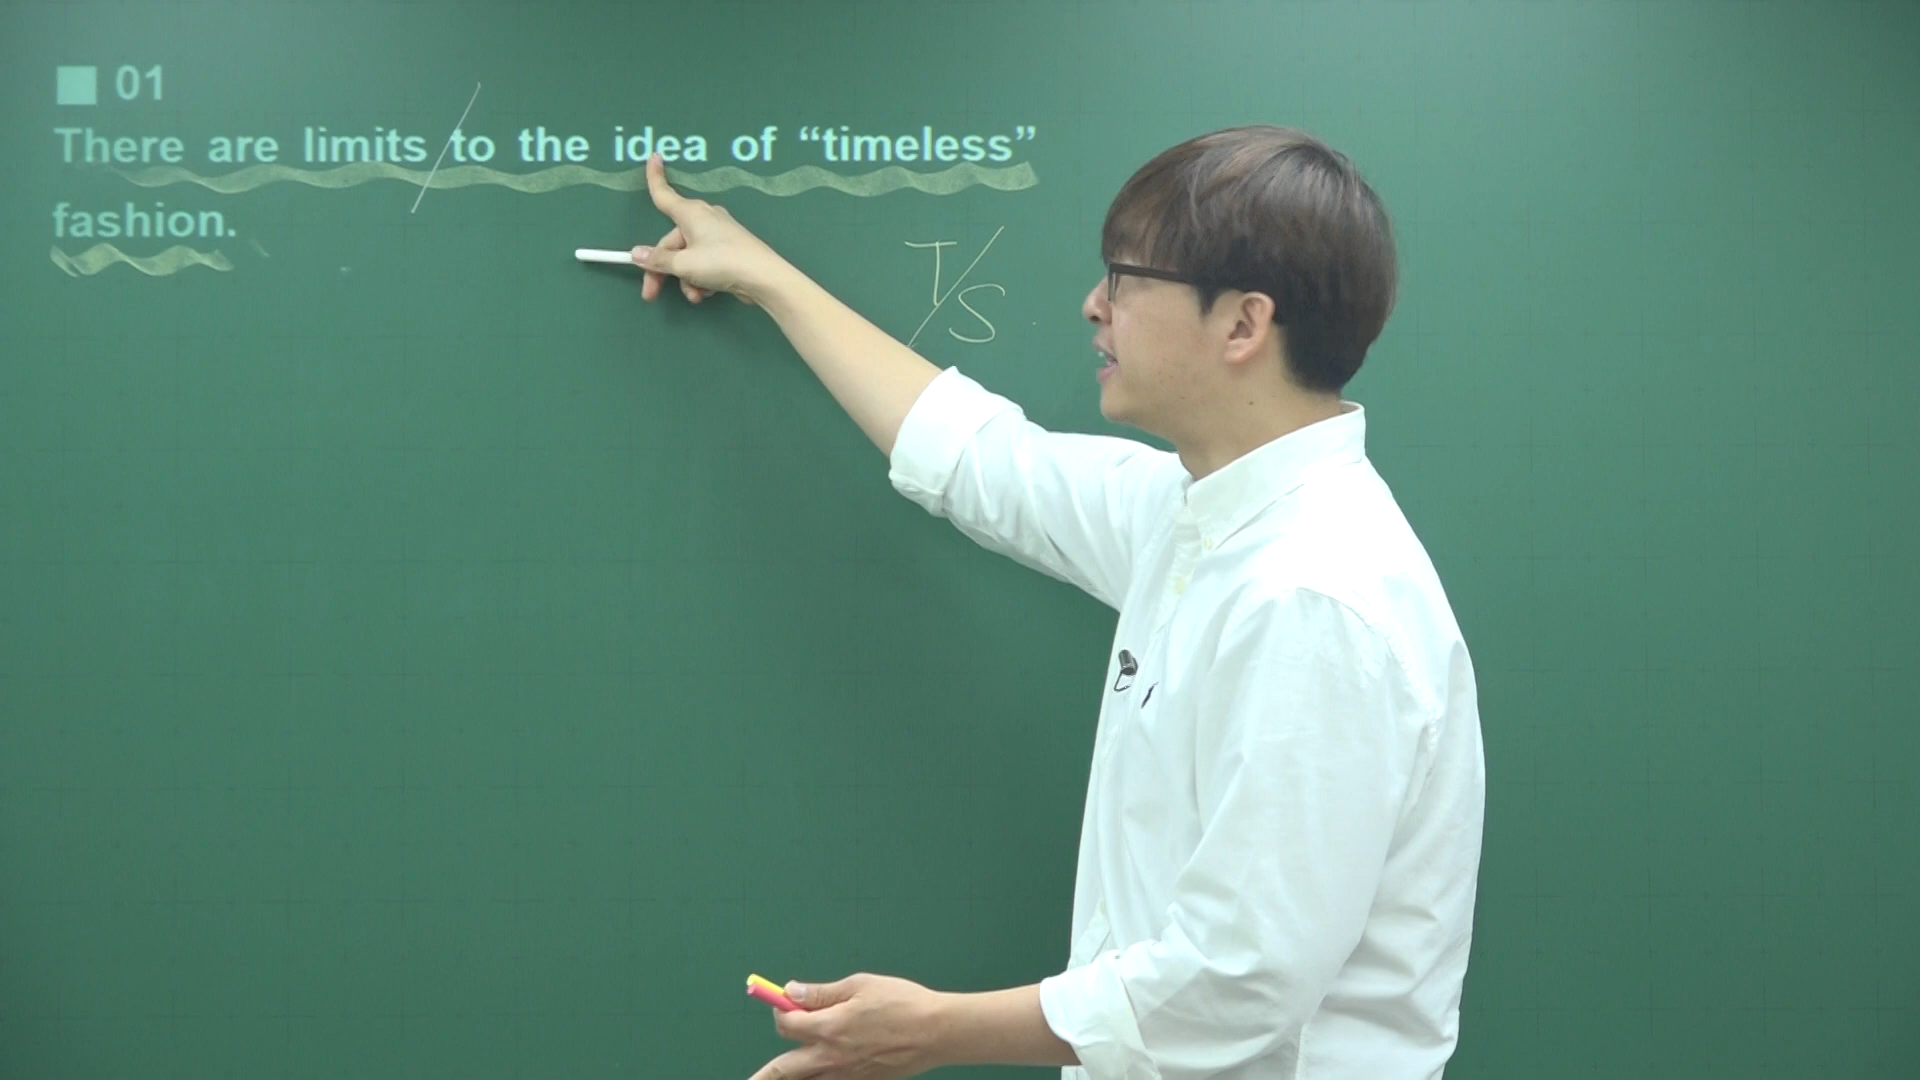 ■ 01
There are limits to the idea of “timeless”
fashion.
T/S